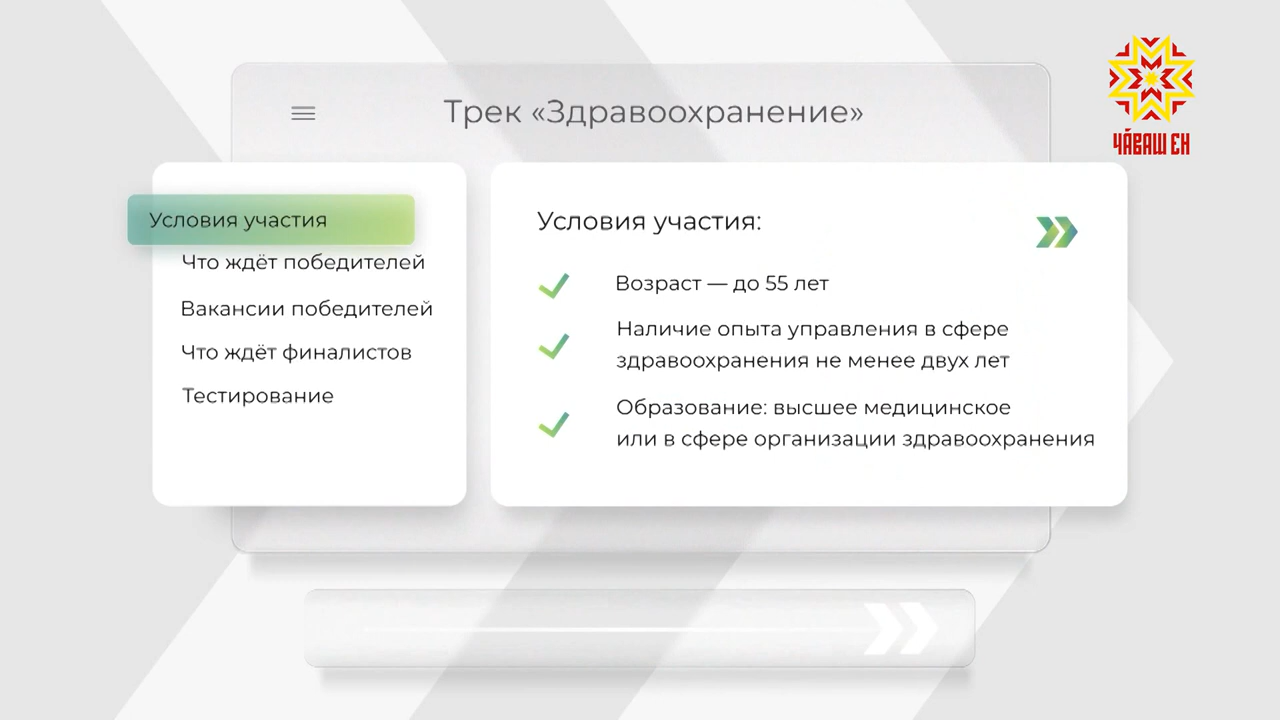 Трек «Здравоохранение»
ЧӐВАШ ЕН
Условия участия
Что ждёт победителей
Вакансии победителей
Что ждёт финалистов
Тестирование
Условия участия:
Возраст — до 55 лет
Наличие опыта управления в сфере
здравоохранения не менее двух лет
Образование: высшее медицинское
или в сфере организации здравоохранения